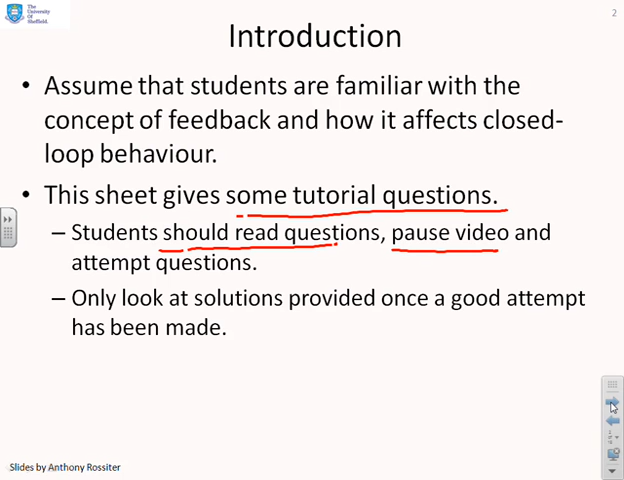 The
University
Of
Sheffield.
2
Introduction
• Assume that students are familiar with the
concept of feedback and how it affects closed-
loop behaviour.
• This sheet gives some tutorial questions.
– Students should read questions, pause video and
attempt questions.
– Only look at solutions provided once a good attempt
has been made.
Slides by Anthony Rossiter